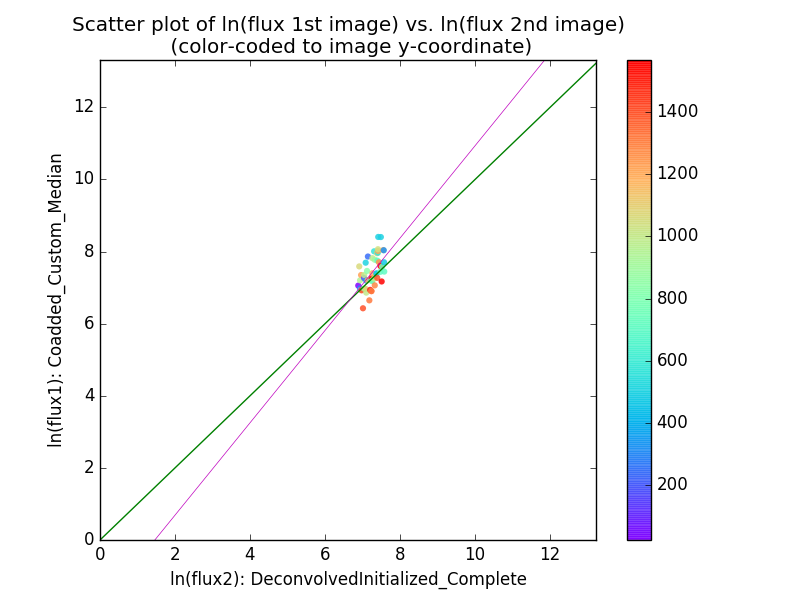 Scatter plot of ln(flux 1st image) vs. ln(flux 2nd image)
(color-coded to image y-coordinate)
ln(flux1): Coadded_Custom_Median
12
10
8
6
4
2
0
0 2 4 6 8 10 12
ln(flux2): DeconvolvedInitialized_Complete
1400
1200
1000
800
600
400
200